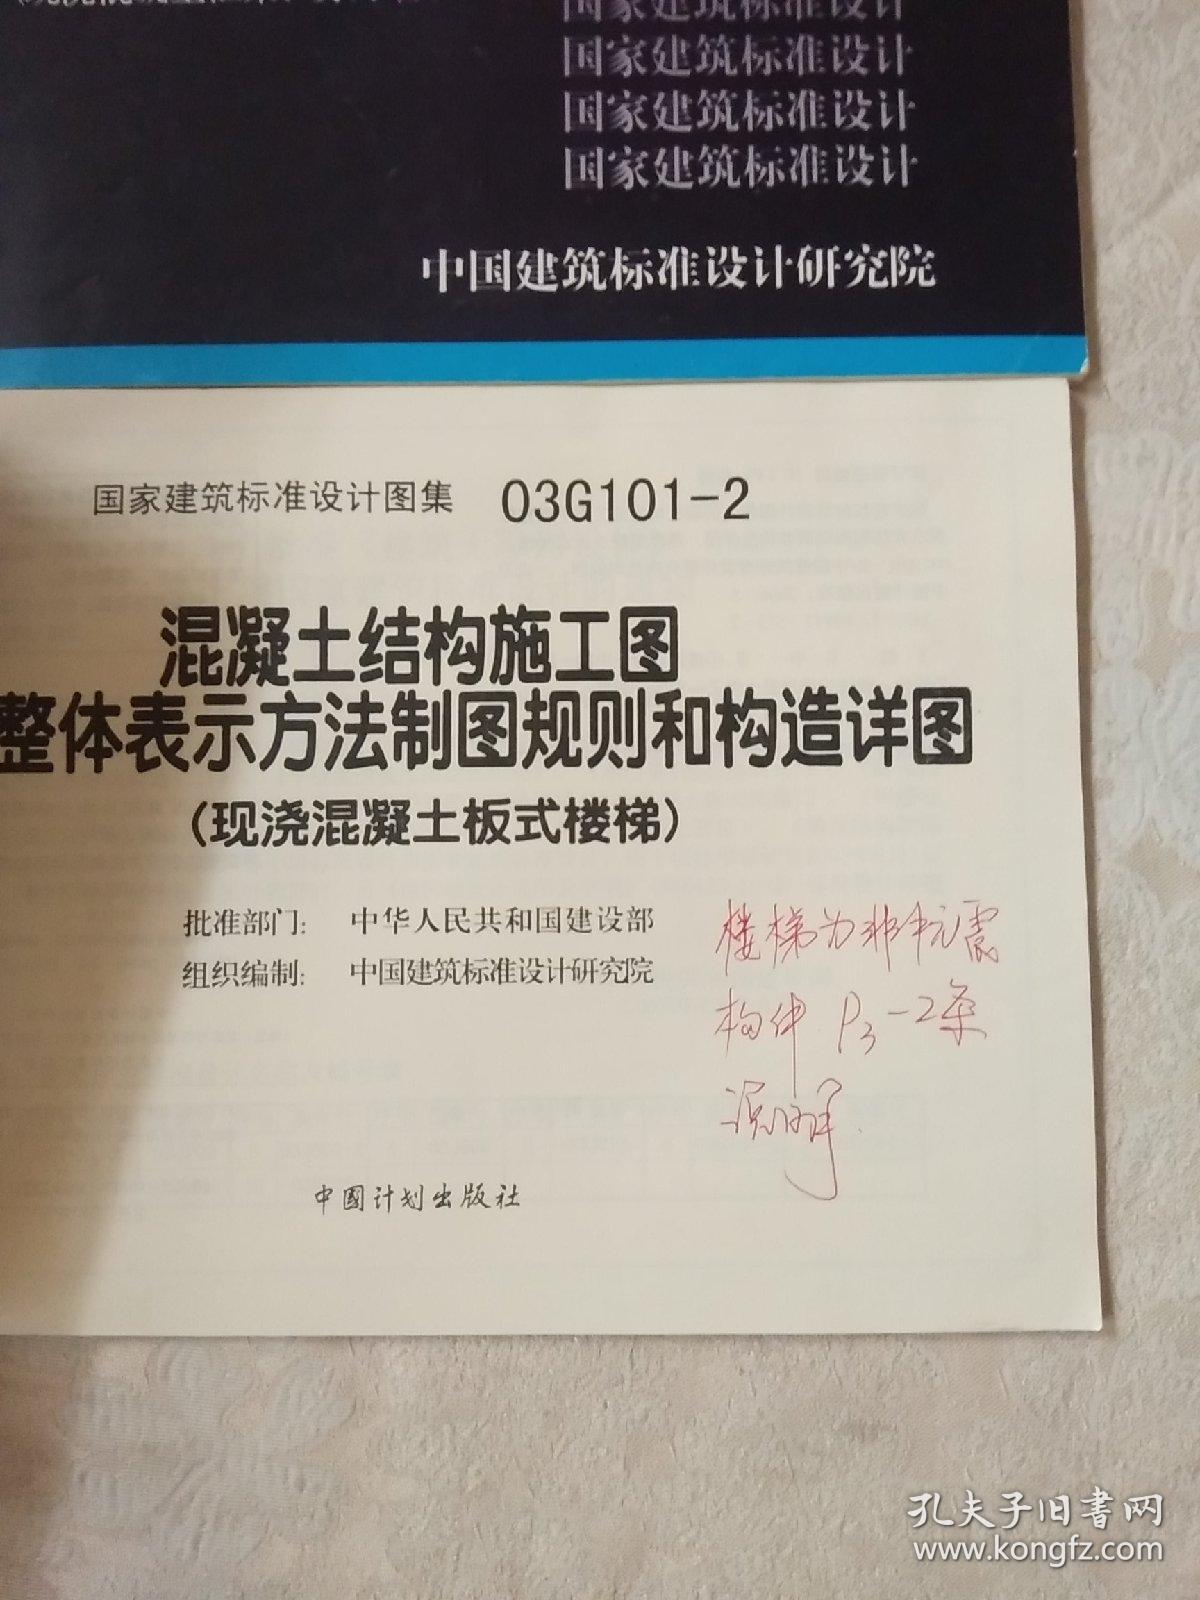 国家建筑标准设计
国家建筑标准设计
国家建筑标准设计
国家建筑标准设计
中国建筑标准设计研究院
国家建筑标准设计图集 03G101-2
混凝土结构施工图
整体表示方法制图规则和构造详图
(现浇混凝土板式楼梯)
批准部门: 中华人民共和国建设部
组织编制: 中国建筑标准设计研究院
楼梯为非抗震
构件 P3-2条
说明
中国计划出版社
孔夫子旧书网
www.kongfz.com